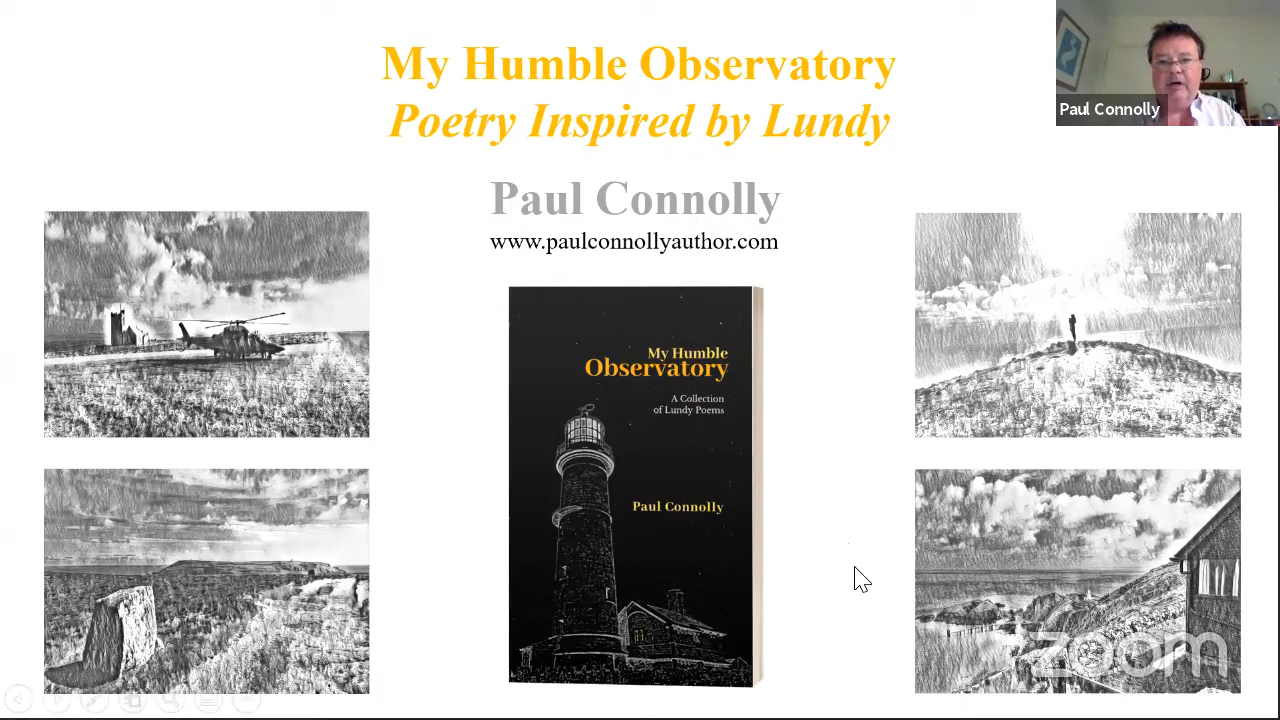 My Humble Observatory
Poetry Inspired by Lundy
Paul Connolly
Paul Connolly
www.paulconnollyauthor.com
My Humble
Observatory
A Collection
of Lundy Poems
Paul Connolly
zoom